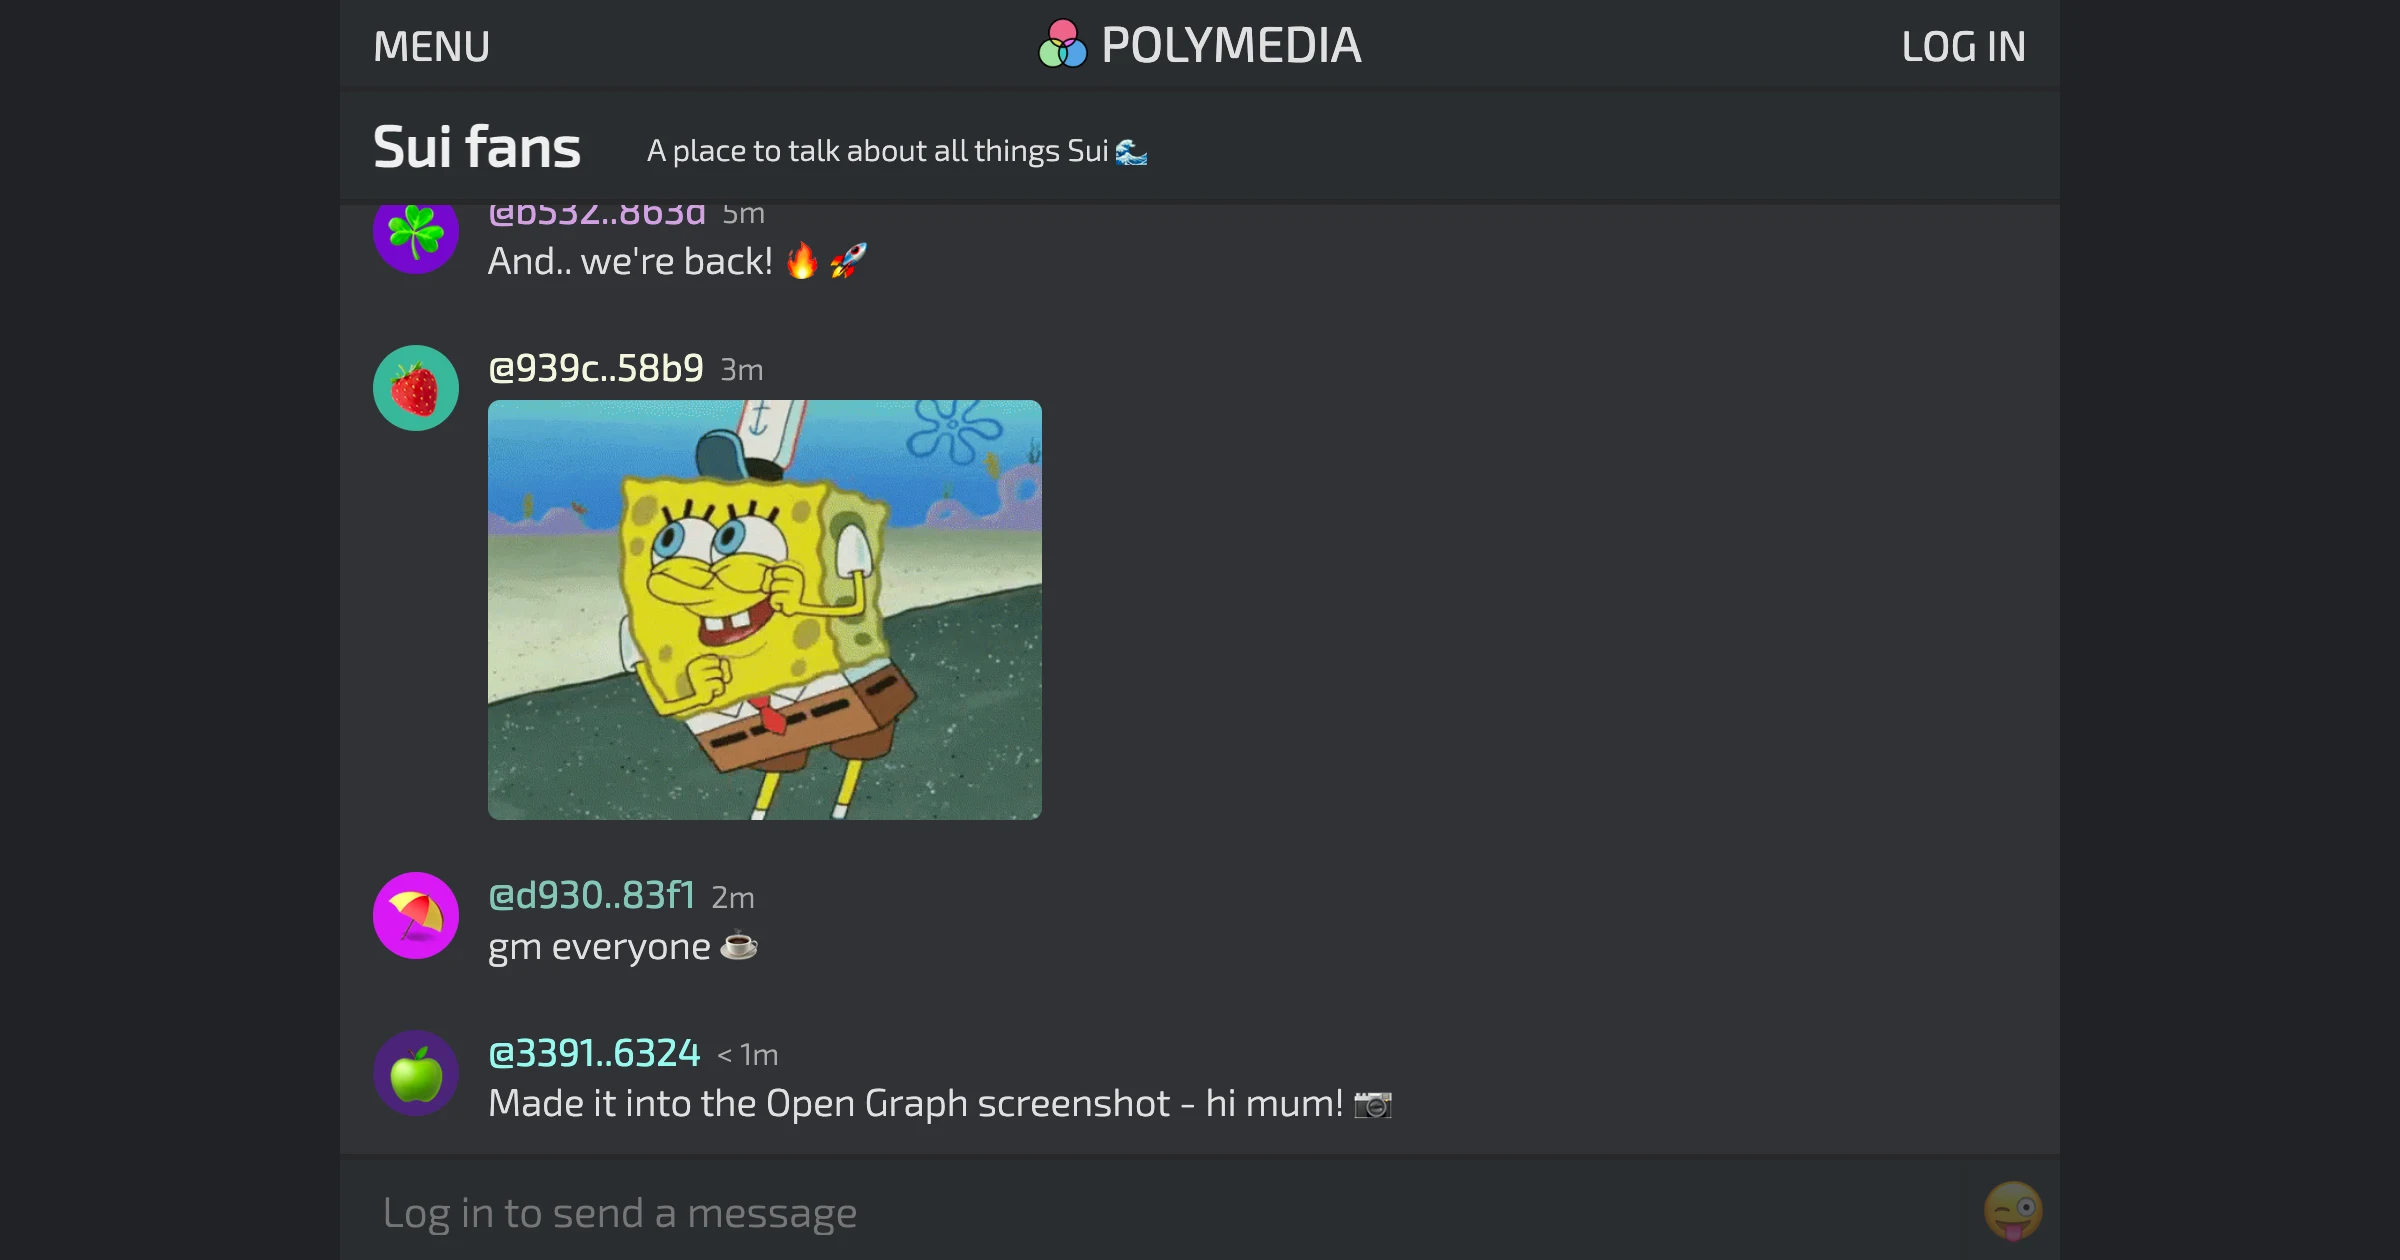 MENU
POLYMEDIA
LOG IN
Sui fans
A place to talk about all things Sui 🌊
@b532..863d 5m
And.. we're back! 🔥 🚀
@939c..58b9 3m
@d930..83f1 2m
gm everyone ☕
@3391..6324 < 1m
Made it into the Open Graph screenshot - hi mum! 📷
Log in to send a message